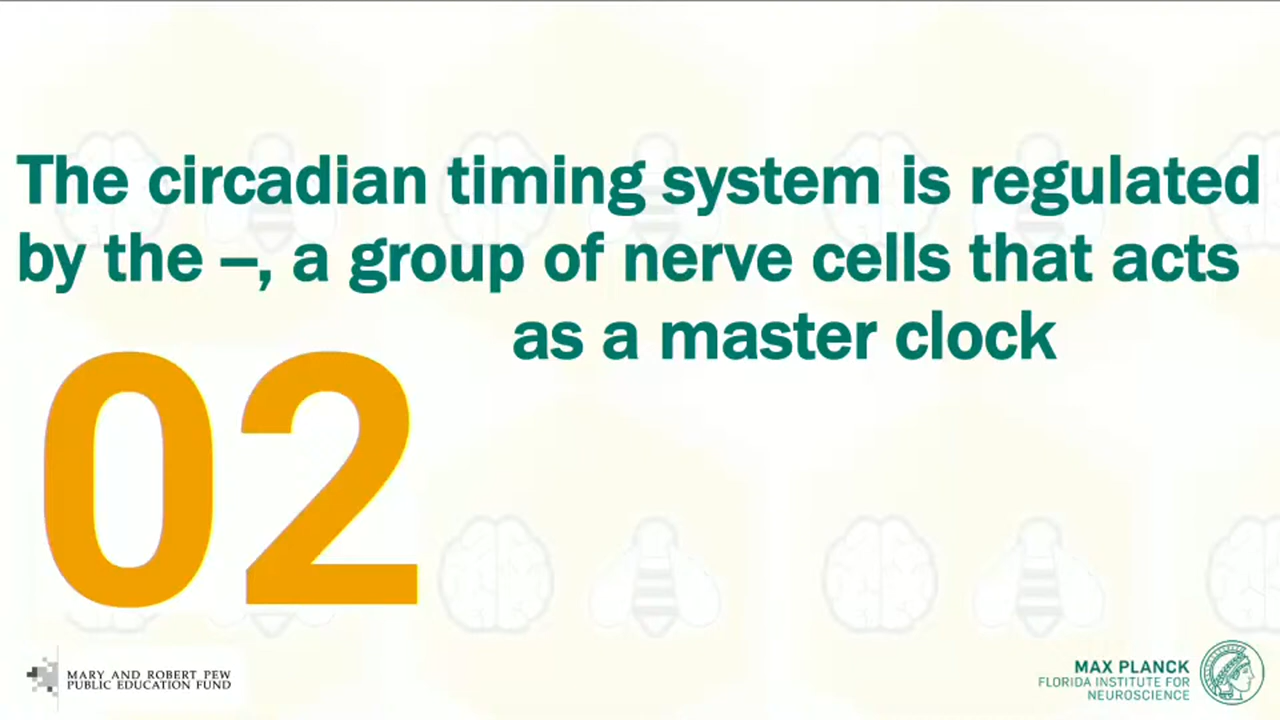 The circadian timing system is regulated
by the –, a group of nerve cells that acts
as a master clock
02
MARY AND ROBERT PEW
PUBLIC EDUCATION FUND
MAX PLANCK
FLORIDA INSTITUTE FOR
NEUROSCIENCE